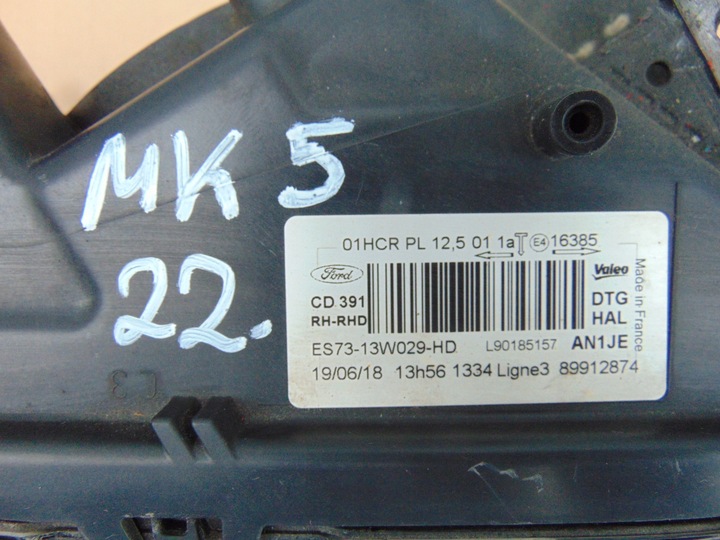 MK 5
22.
01HCR PL 12,5 01 1a E4 16385
Ford
Valeo
Made in France
CD 391
DTG
RH-RHD
HAL
ES73-13W029-HD L90185157 AN1JE
19/06/18 13h56 1334 Ligne3 89912874